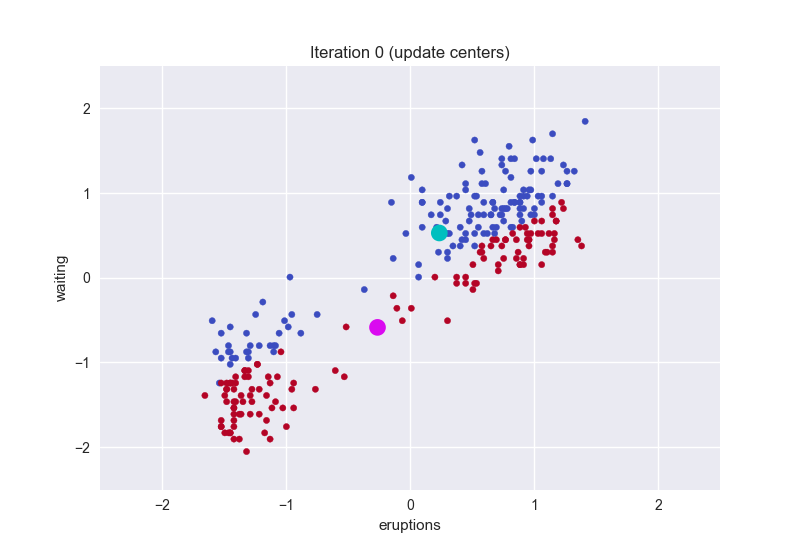 Iteration 0 (update centers)
2
1
0
−1
−2
waiting
−2 −1 0 1 2
eruptions